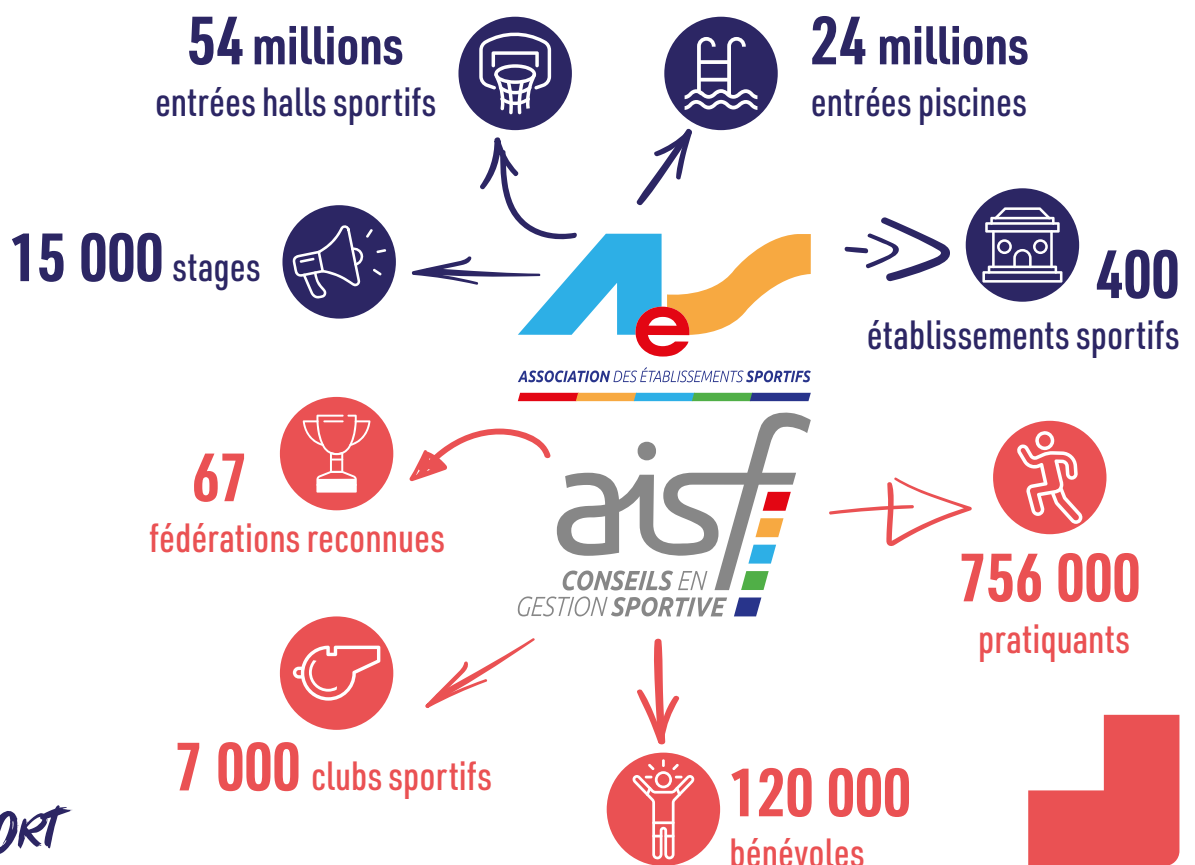 54 millions
entrées halls sportifs
24 millions
entrées piscines
15 000 stages
400
établissements sportifs
AeS
ASSOCIATION DES ÉTABLISSEMENTS SPORTIFS
67
fédérations reconnues
aisf
CONSEILS EN
GESTION SPORTIVE
756 000
pratiquants
7 000 clubs sportifs
120 000
bénévoles